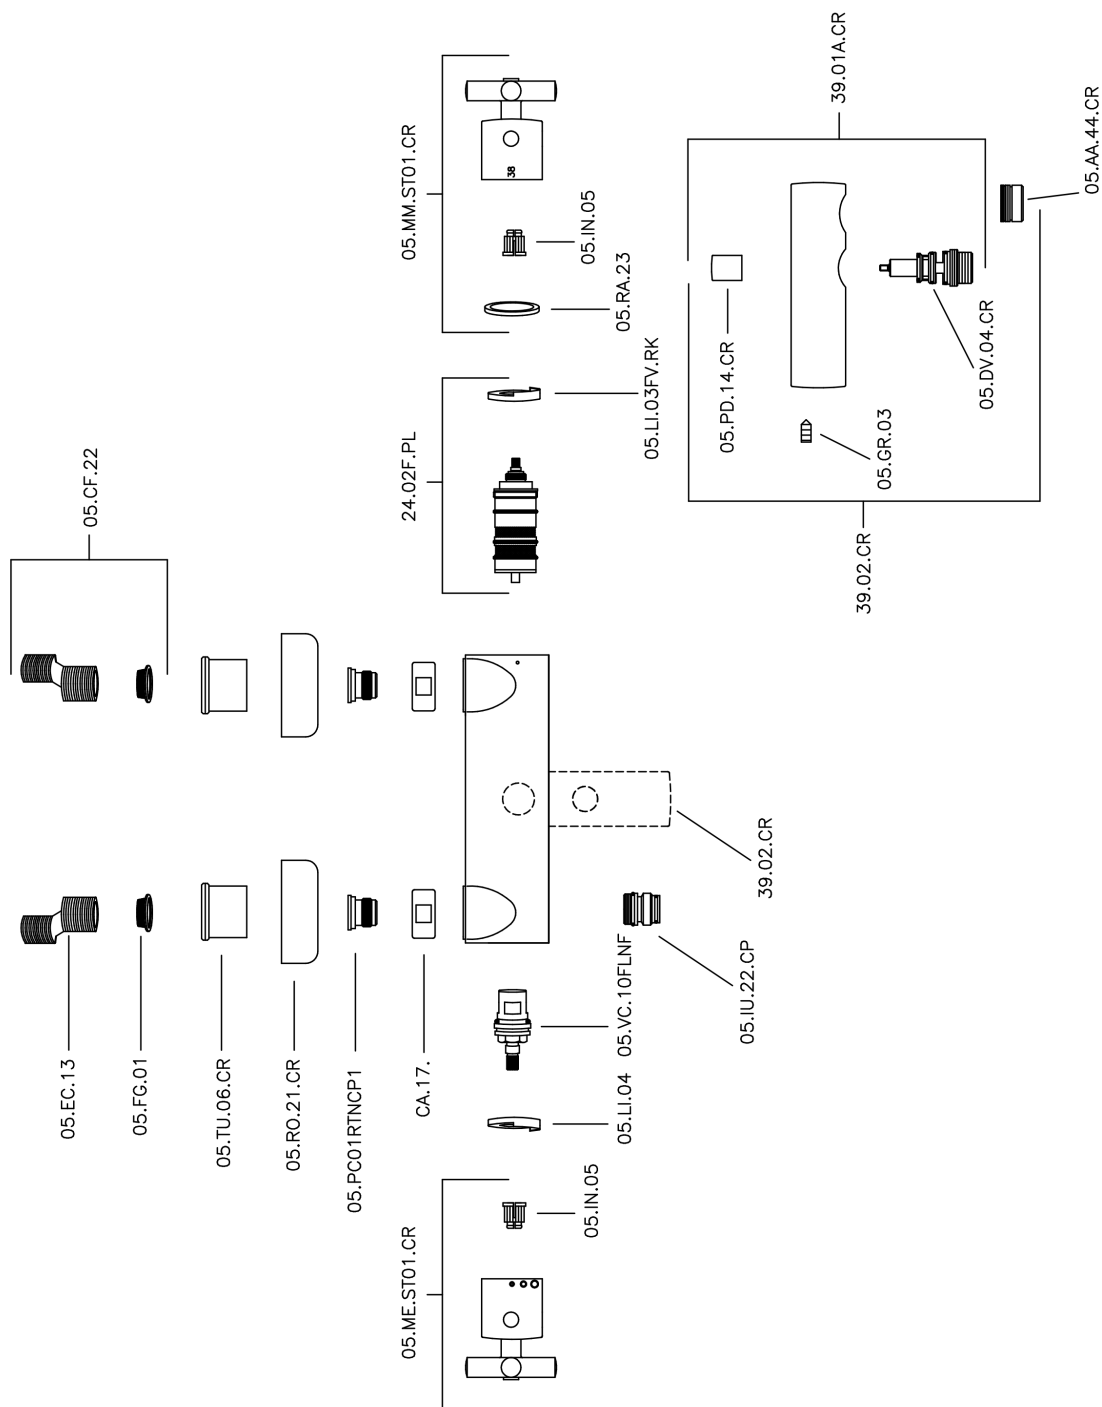 39.01A.CR
05.AA.44.CR
05.MM.ST01.CR
38
05.IN.05
05.RA.23
05.PD.14.CR
05.DV.04.CR
05.LI.03FV.RK
05.GR.03
24.02F.PL
05.CF.22
39.02.CR
39.02.CR
05.IU.22.CP
05.VC.10FLNF
05.EC.13
05.FG.01
05.TU.06.CR
05.RO.21.CR
05.PC01RTNCP1
CA.17.
05.LI.04
05.IN.05
05.ME.ST01.CR